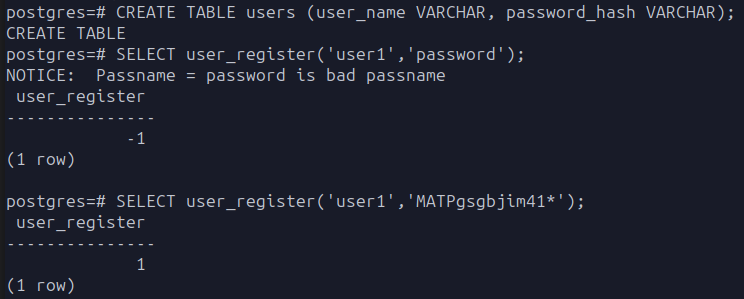 postgres=# CREATE TABLE users (user_name VARCHAR, password_hash VARCHAR);
CREATE TABLE
postgres=# SELECT user_register('user1','password');
NOTICE:  Passname = password is bad passname
 user_register
---------------
            -1
(1 row)

postgres=# SELECT user_register('user1','MATPgsgbjim41*');
 user_register
---------------
             1
(1 row)